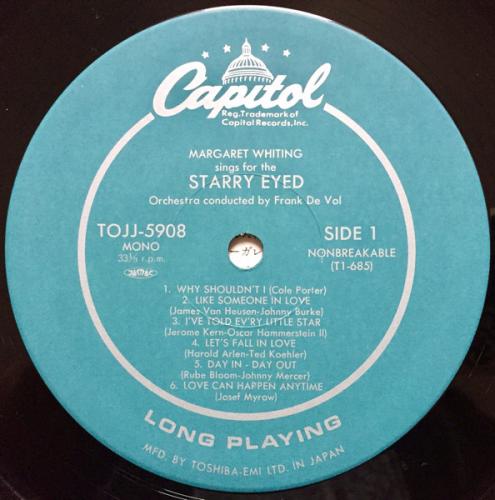 Capitol
Reg. Trademark of
Capitol Records, Inc.
MARGARET WHITING
sings for the
STARRY EYED
Orchestra conducted by Frank De Vol
TOJJ-5908
MONO
33⅓ r.p.m.
SIDE 1
NONBREAKABLE
(T1-685)
1. WHY SHOULDN'T I (Cole Porter)
2. LIKE SOMEONE IN LOVE
(James Van Heusen-Johnny Burke)
3. I'VE TOLD EV'RY LITTLE STAR
(Jerome Kern-Oscar Hammerstein II)
4. LET'S FALL IN LOVE
(Harold Arlen-Ted Koehler)
5. DAY IN - DAY OUT
(Rube Bloom-Johnny Mercer)
6. LOVE CAN HAPPEN ANYTIME
(Josef Myrow)
LONG PLAYING
MFD. BY TOSHIBA-EMI LTD. IN JAPAN